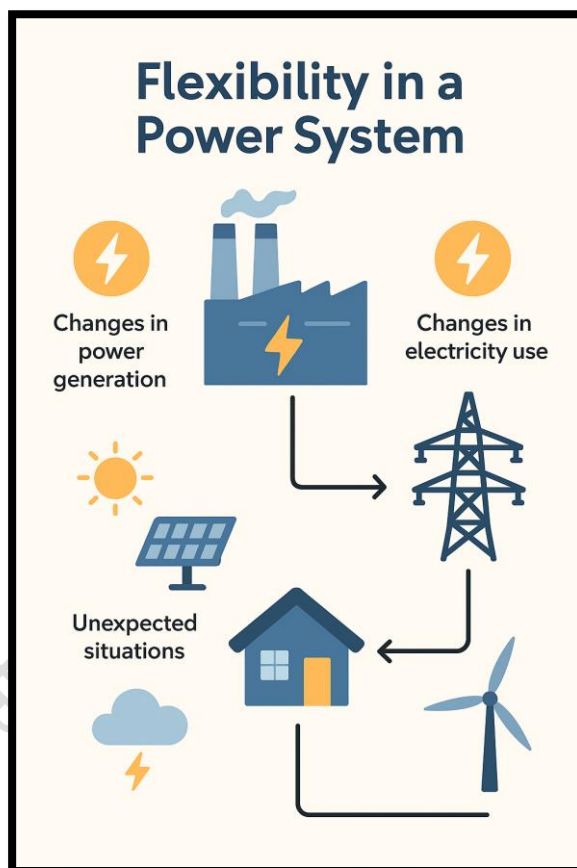 Flexibility in a
Power System
Changes in
power
generation
Changes in
electricity use
Unexpected
situations